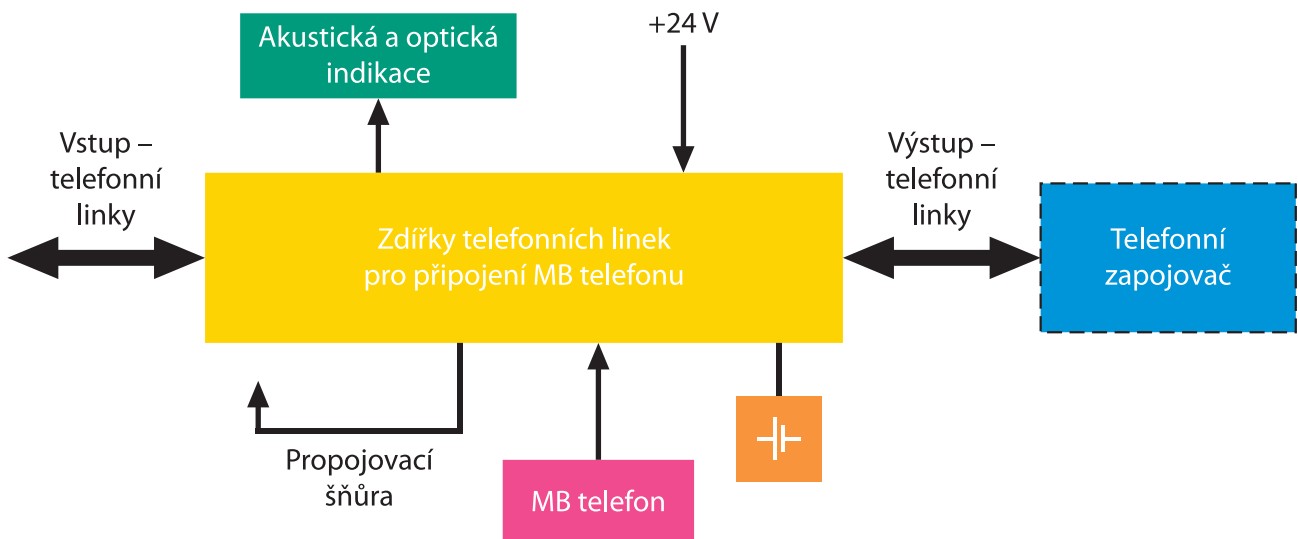 Akustická a optická
indikace
+24 V
Vstup –
telefonní
linky
Výstup –
telefonní
linky
Zdířky telefonních linek
pro připojení MB telefonu
Telefonní
zapojovač
Propojovací
šňůra
MB telefon